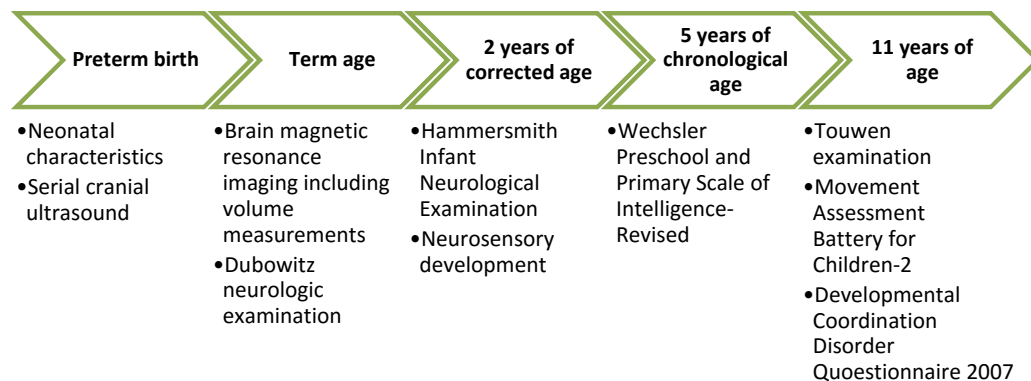 Preterm birth
Term age
2 years of
corrected age
5 years of
chronological
age
11 years of
age
•Neonatal
characteristics
•Serial cranial
ultrasound
•Brain magnetic
resonance
imaging including
volume
measurements
•Dubowitz
neurologic
examination
•Hammersmith
Infant
Neurological
Examination
•Neurosensory
development
•Wechsler
Preschool and
Primary Scale of
Intelligence-
Revised
•Touwen
examination
•Movement
Assessment
Battery for
Children-2
•Developmental
Coordination
Disorder
Quoestionnaire 2007